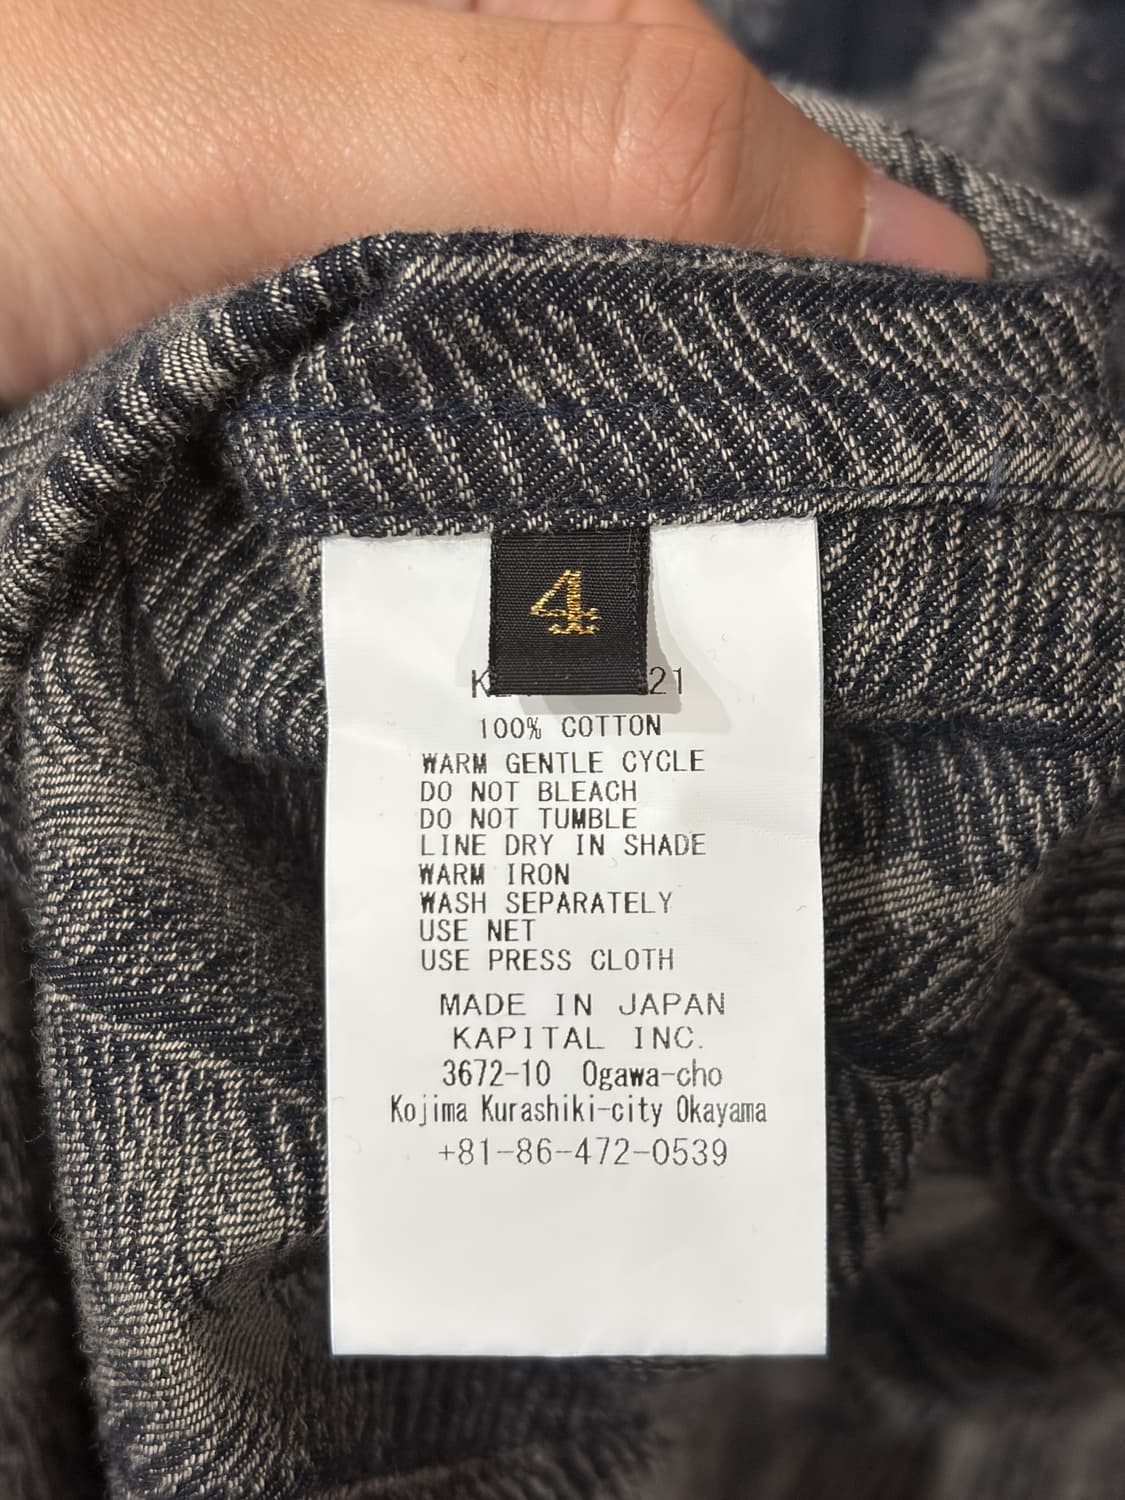 4
21
100% COTTON
WARM GENTLE CYCLE
DO NOT BLEACH
DO NOT TUMBLE
LINE DRY IN SHADE
WARM IRON
WASH SEPARATELY
USE NET
USE PRESS CLOTH
MADE IN JAPAN
KAPITAL INC.
3672-10 Ogawa-cho
Kojima Kurashiki-city Okayama
+81-86-472-0539